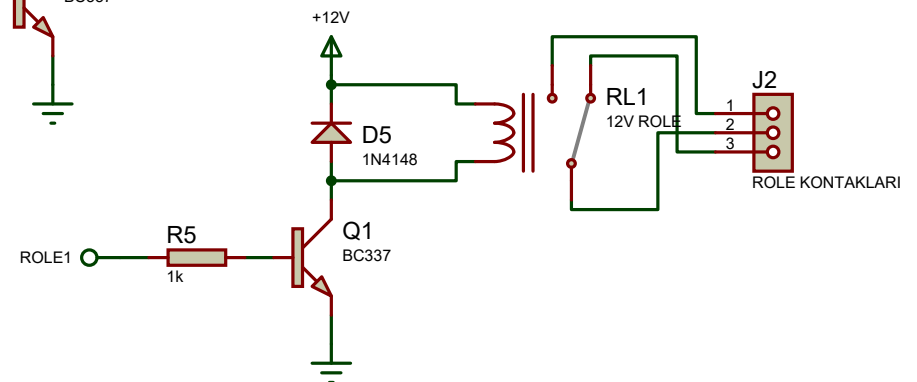 +12V
J2
RL1
12V ROLE
1
2
3
D5
1N4148
ROLE KONTAKLARI
Q1
BC337
R5
1k
ROLE1